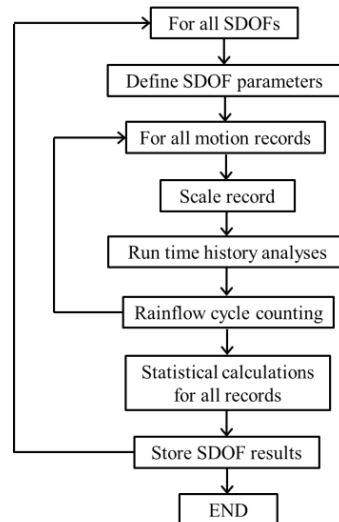 For all SDOFs
Define SDOF parameters
For all motion records
Scale record
Run time history analyses
Rainflow cycle counting
Statistical calculations
for all records
Store SDOF results
END